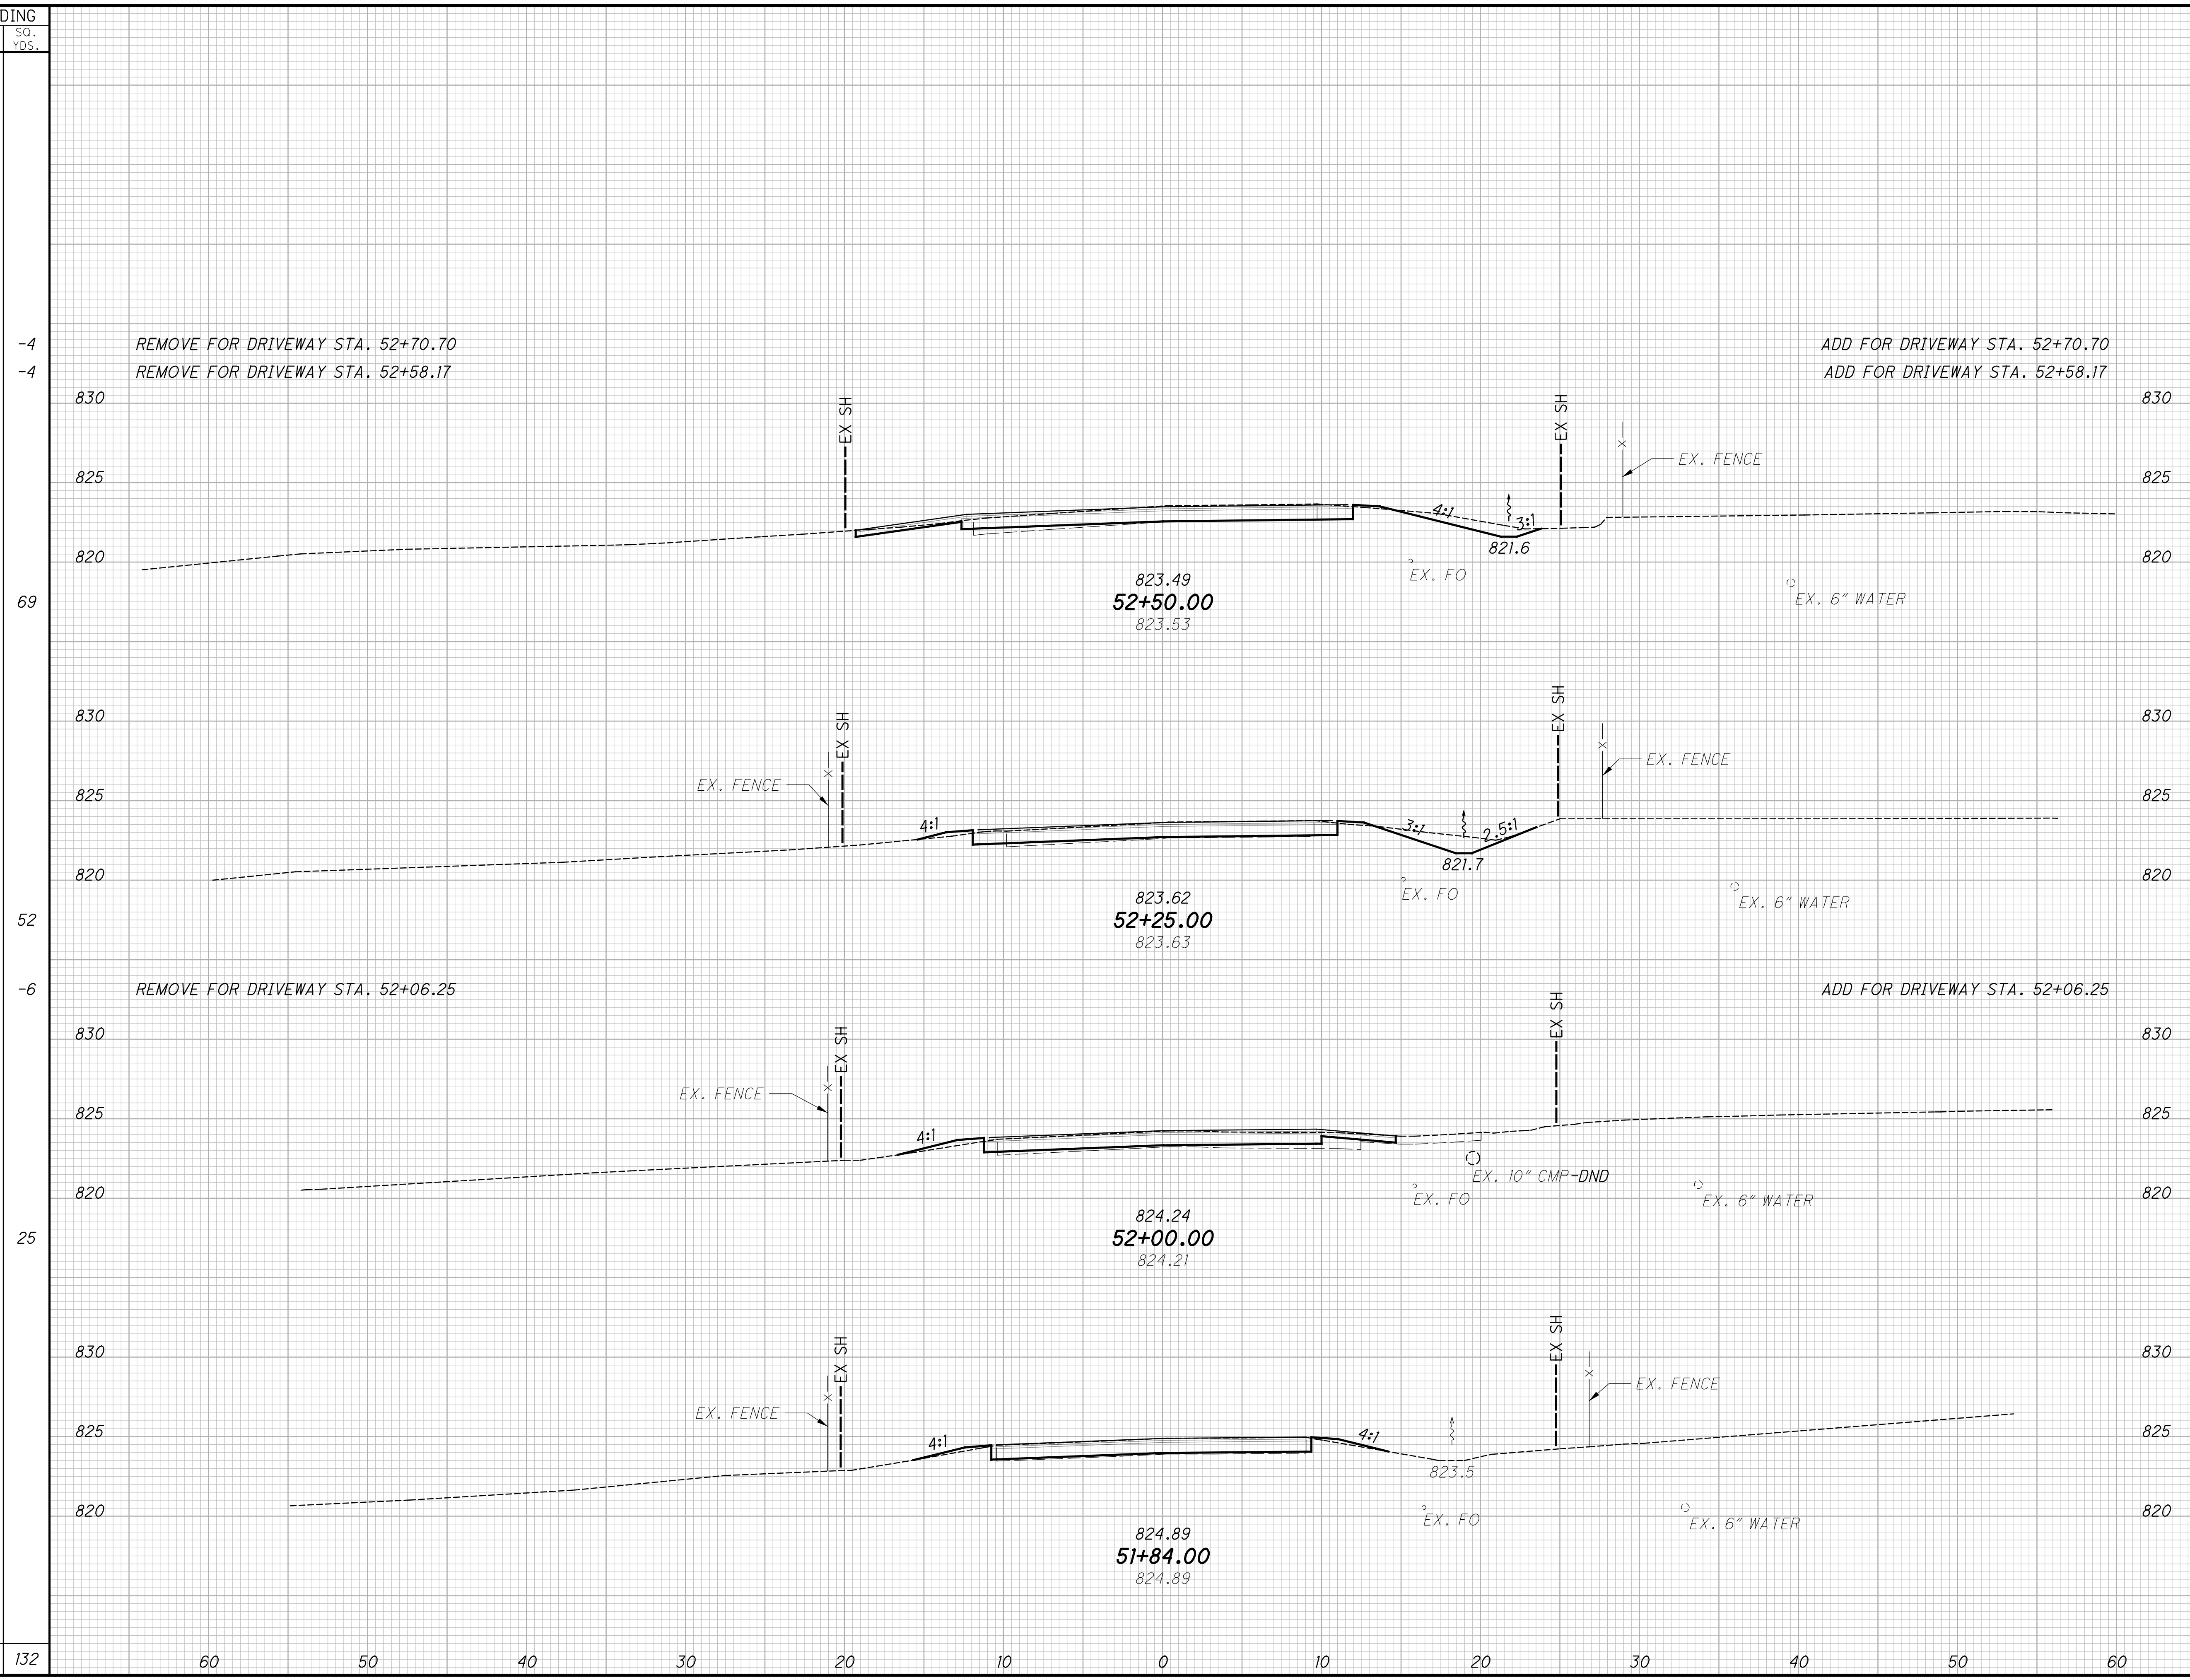 DING
SQ.
YDS.
-4 REMOVE FOR DRIVEWAY STA. 52+70.70 ADD FOR DRIVEWAY STA. 52+70.70
-4 REMOVE FOR DRIVEWAY STA. 52+58.17 ADD FOR DRIVEWAY STA. 52+58.17
830 EX SH EX SH 830
X
EX. FENCE
825 825
4:1 3:1
821.6
820 820
EX. FO
823.49
EX. 6" WATER
69 52+50.00
823.53
830 EX SH EX SH 830
X X
EX. FENCE EX. FENCE
825 825
4:1 3:1 2.5:1
821.7
820 820
EX. FO
823.62
EX. 6" WATER
52 52+25.00
823.63
-6 REMOVE FOR DRIVEWAY STA. 52+06.25 ADD FOR DRIVEWAY STA. 52+06.25
830 EX SH EX SH 830
X
EX. FENCE
825 825
4:1
EX. 10" CMP-DND
820 820
EX. FO EX. 6" WATER
824.24
25 52+00.00
824.21
830 EX SH EX SH 830
X X
EX. FENCE EX. FENCE
825 825
4:1 4:1
823.5
820 820
EX. FO EX. 6" WATER
824.89
51+84.00
824.89
132 60 50 40 30 20 10 0 10 20 30 40 50 60